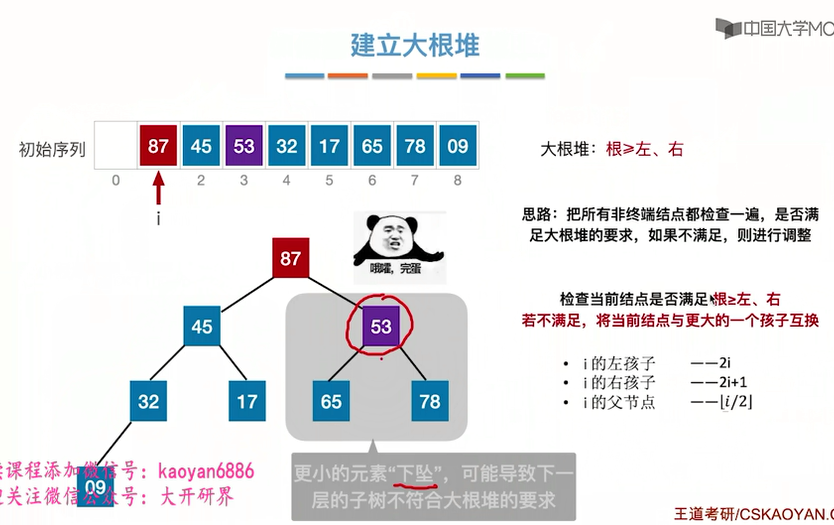 中国大学MO
建立大根堆
初始序列
87 45 53 32 17 65 78 09
0 2 3 4 5 6 7 8
i
大根堆：根≥左、右
思路：把所有非终端结点都检查一遍，是否满
足大根堆的要求，如果不满足，则进行调整
哦嚯，完蛋
87
45 53
检查当前结点是否满足根≥左、右
若不满足，将当前结点与更大的一个孩子互换
i 的左孩子 ——2i
i 的右孩子 ——2i+1
i 的父节点 ——⌊i/2⌋
32 17 65 78
09
课程添加微信号：kaoyan6886
关注微信公众号：大开研界
更小的元素“下坠”，可能导致下一
层的子树不符合大根堆的要求
王道考研/CSKAOYAN.C